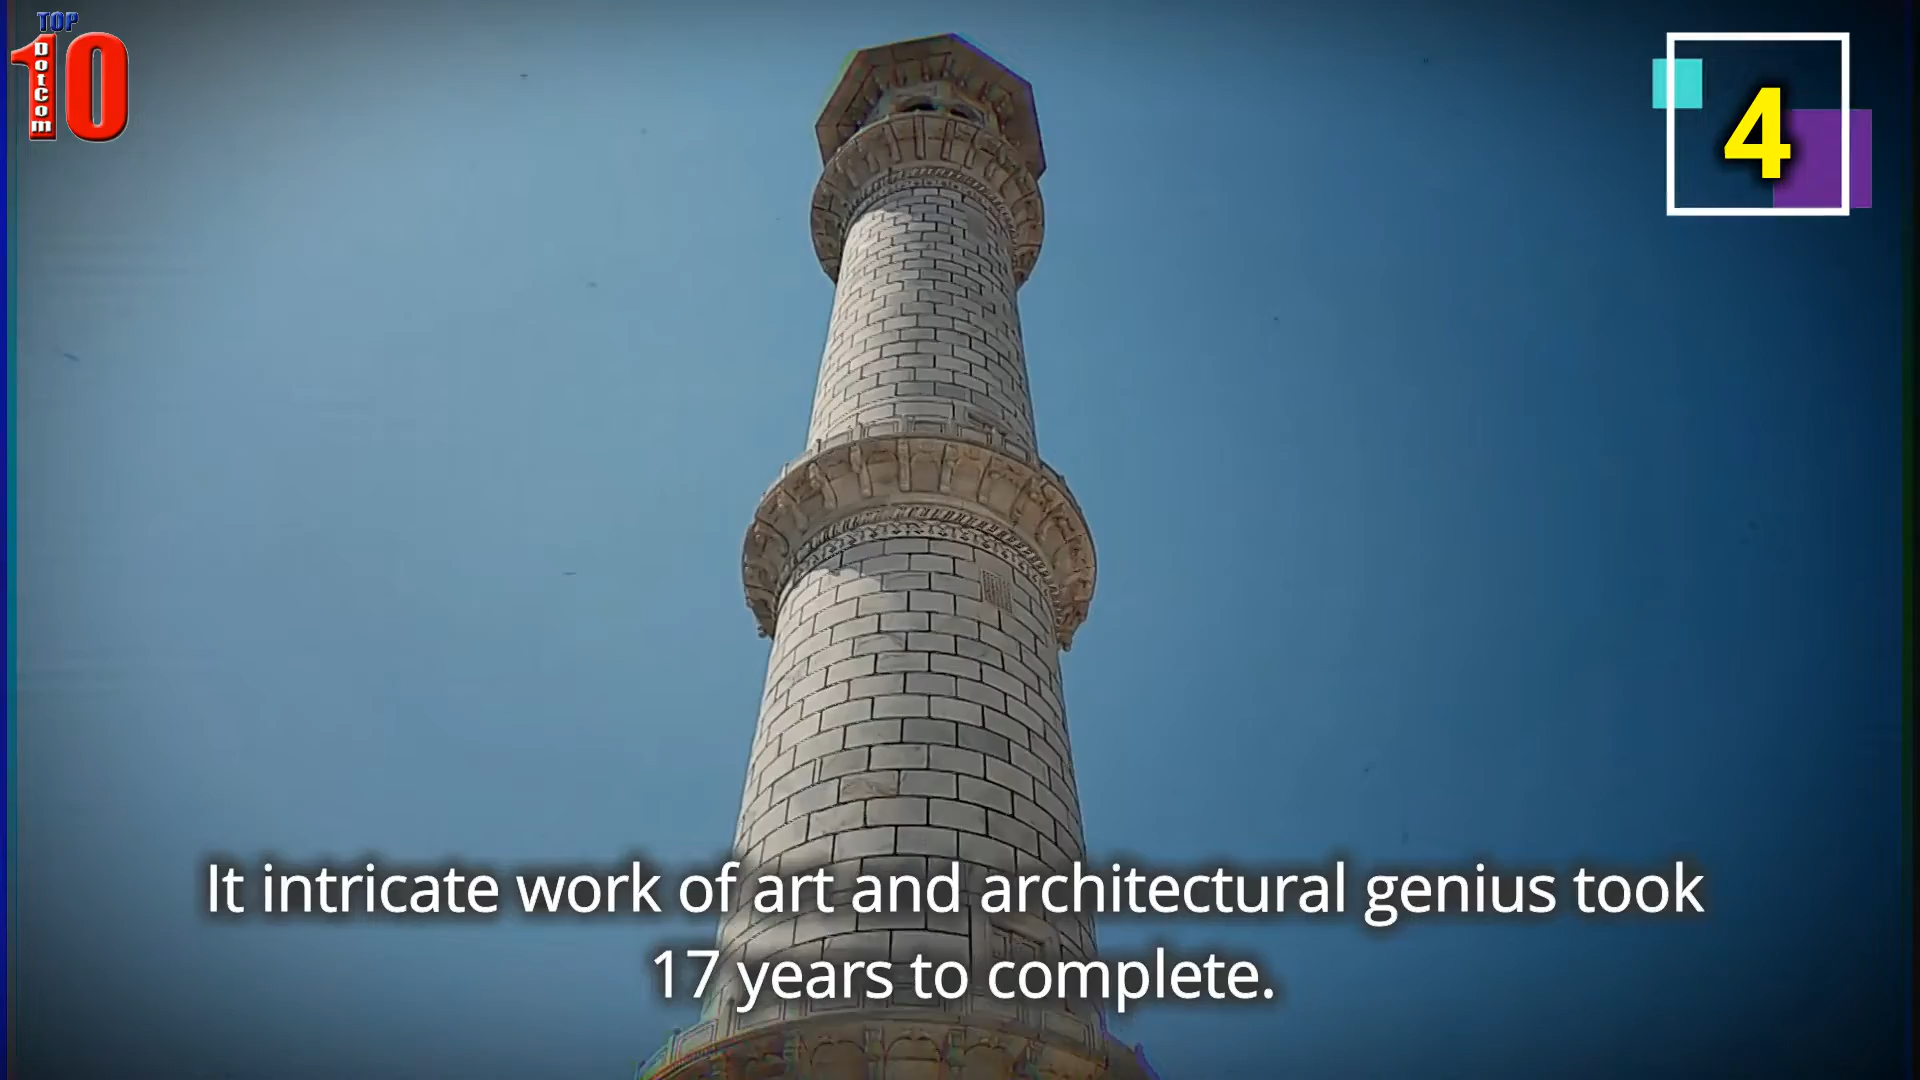 TOP
10
DotCom
4
It intricate work of art and architectural genius took
17 years to complete.